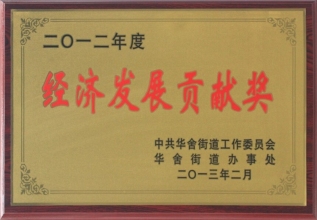 二〇一二年度
经济发展贡献奖
中共华舍街道工作委员会
华舍街道办事处
二〇一三年二月